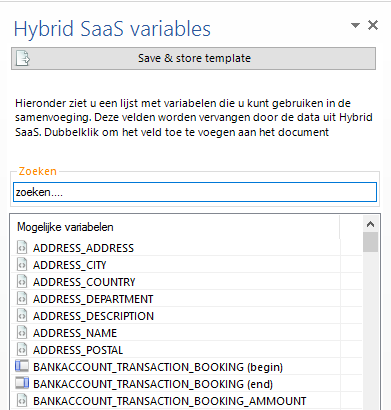 Hybrid SaaS variables
Save & store template
Hieronder ziet u een lijst met variabelen die u kunt gebruiken in de
samenvoeging. Deze velden worden vervangen door de data uit Hybrid
SaaS. Dubbelklik om het veld toe te voegen aan het document
Zoeken
zoeken....
Mogelijke variabelen
ADDRESS_ADDRESS
ADDRESS_CITY
ADDRESS_COUNTRY
ADDRESS_DEPARTMENT
ADDRESS_DESCRIPTION
ADDRESS_NAME
ADDRESS_POSTAL
BANKACCOUNT_TRANSACTION_BOOKING (begin)
BANKACCOUNT_TRANSACTION_BOOKING (end)
BANKACCOUNT_TRANSACTION_BOOKING_AMMOUNT